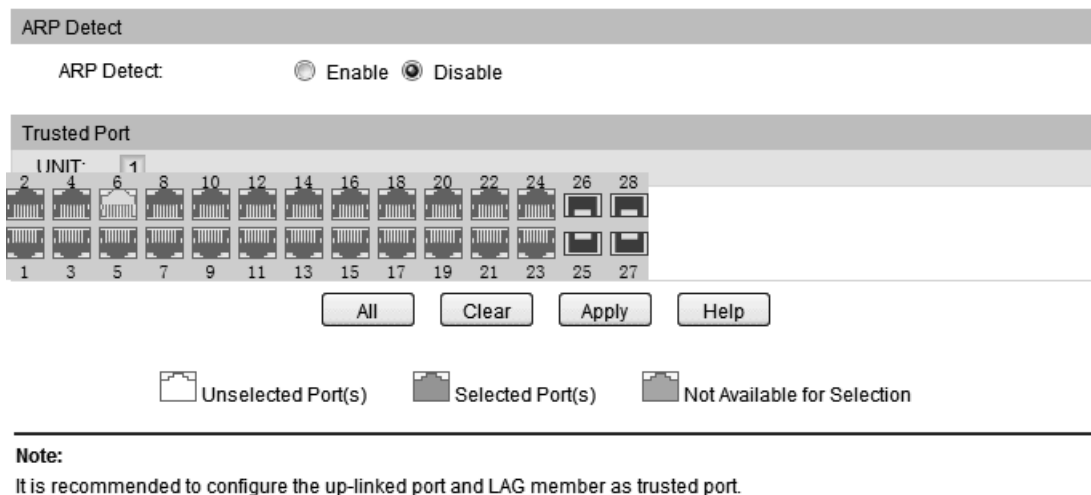 ARP Detect
ARP Detect: Enable Disable
Trusted Port
UNIT: 1
2 4 6 8 10 12 14 16 18 20 22 24 26 28
1 3 5 7 9 11 13 15 17 19 21 23 25 27
All Clear Apply Help
Unselected Port(s) Selected Port(s) Not Available for Selection
Note:
It is recommended to configure the up-linked port and LAG member as trusted port.